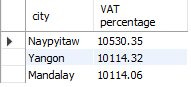 city VAT
percentage
Naypyitaw 10530.35
Yangon 10114.32
Mandalay 10114.06